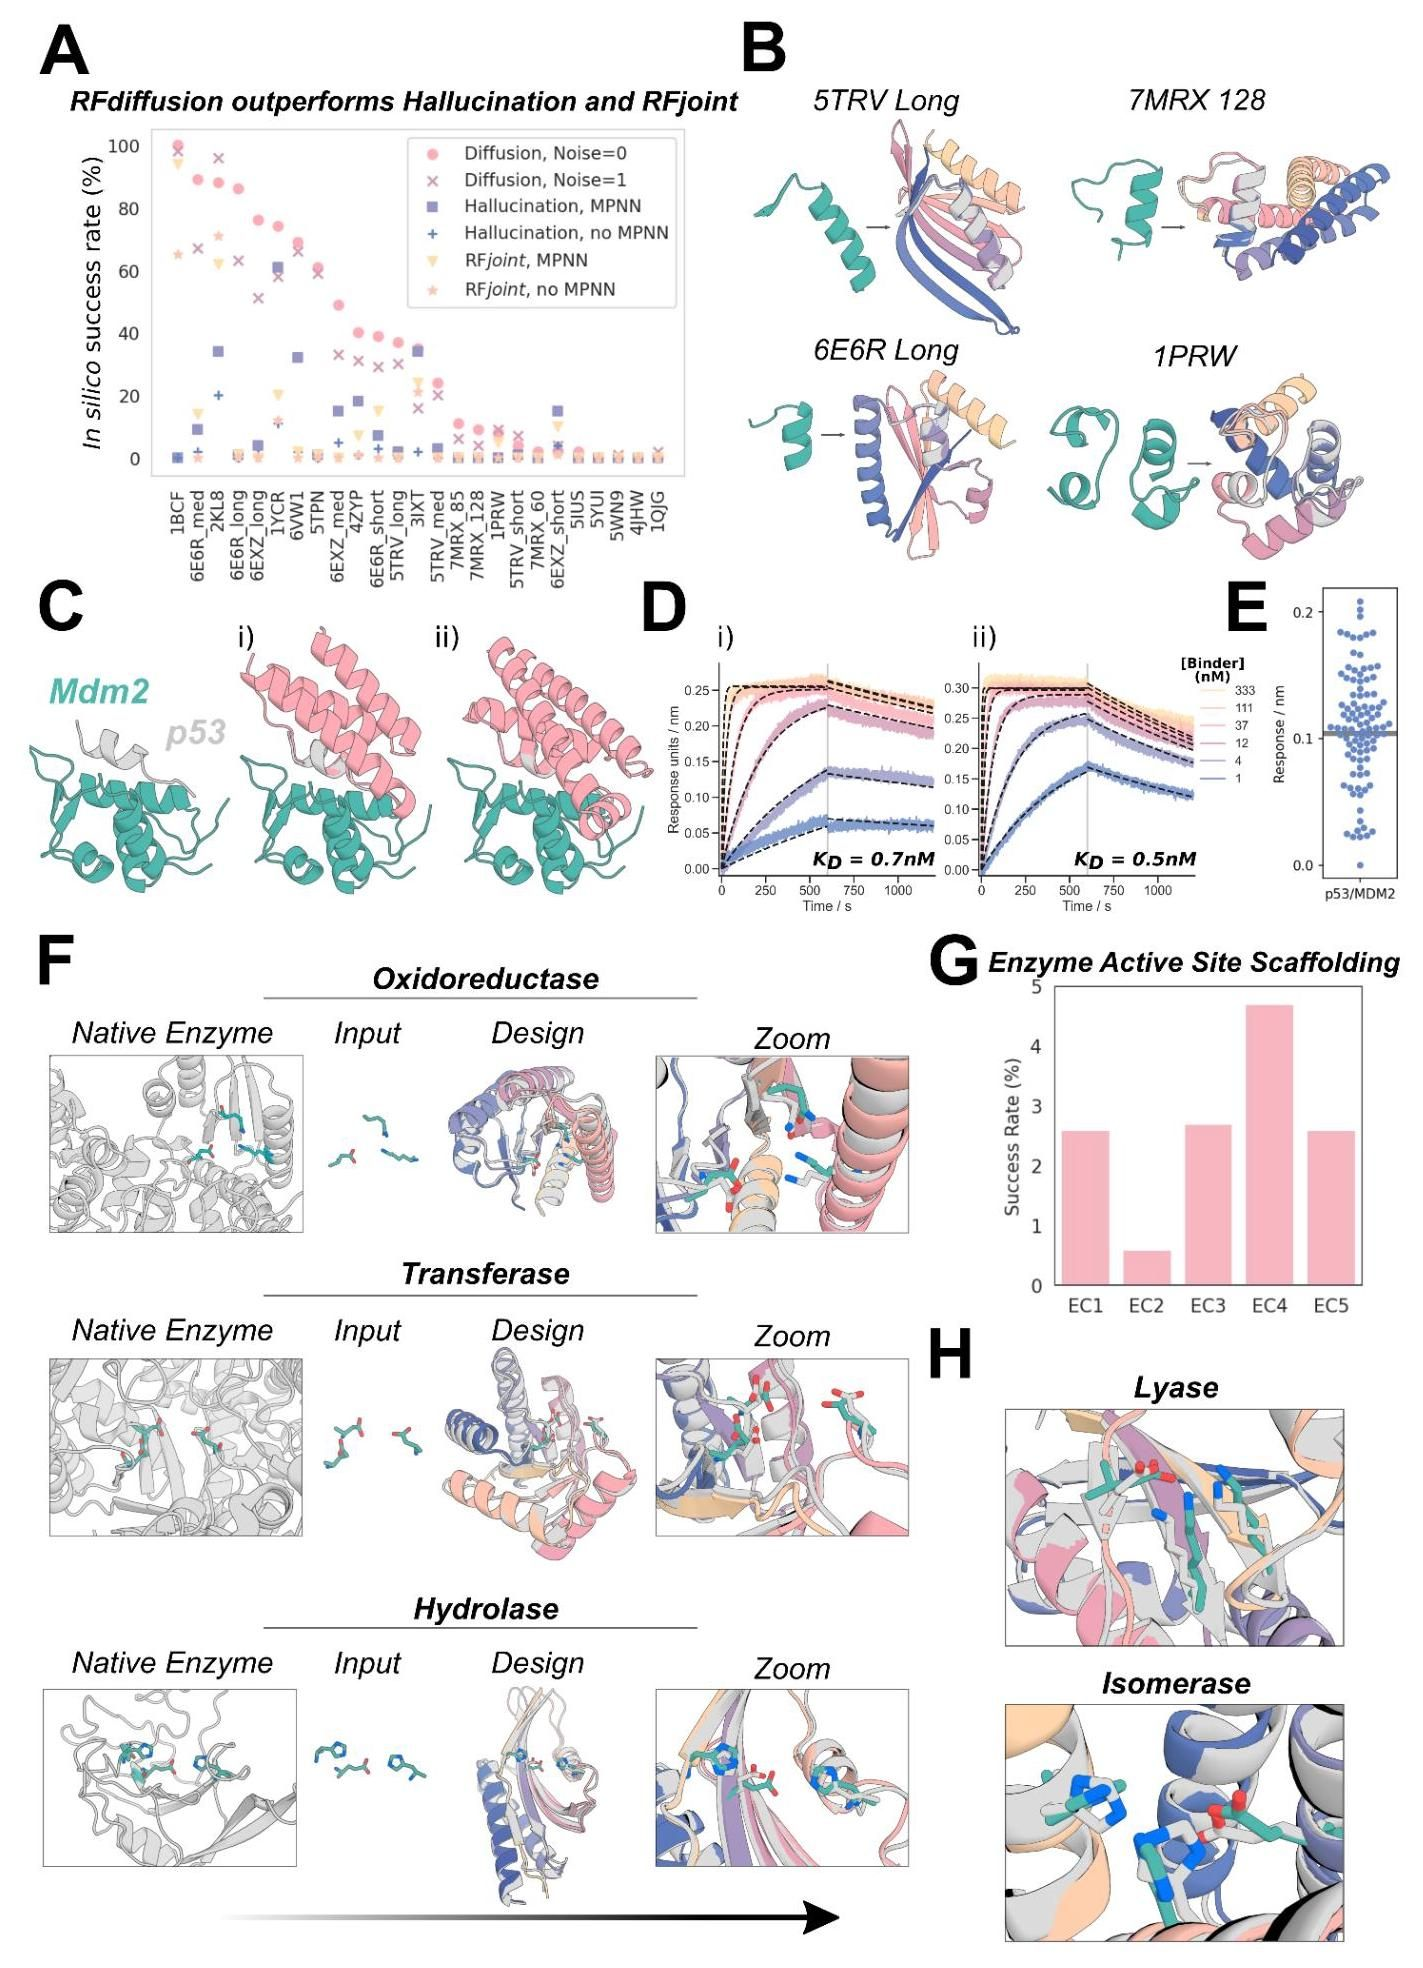 A
RFdiffusion outperforms Hallucination and RFjoint
In silico success rate (%)
100
80
60
40
20
0
Diffusion, Noise=0
Diffusion, Noise=1
Hallucination, MPNN
Hallucination, no MPNN
RFjoint, MPNN
RFjoint, no MPNN
1BCF
6E6R_med
2KL8
6E6R_long
6EXZ_long
1YCR
6VW1
5TPN
6EXZ_med
4ZYP
6E6R_short
5TRV_long
3IXT
5TRV_med
7MRX_85
7MRX_128
1PRW
5TRV_short
7MRX_60
6EXZ_short
5IUS
5YUI
5WN9
4JHW
1QJG
B
5TRV Long
7MRX 128
6E6R Long
1PRW
C
Mdm2
p53
i)
ii)
D
i)
Response units / nm
0.25
0.20
0.15
0.10
0.05
0.00
KD = 0.7nM
0
250
500
750
1000
Time / s
ii)
0.30
0.25
0.20
0.15
0.10
0.05
0.00
KD = 0.5nM
0
250
500
750
1000
Time / s
[Binder]
(nM)
333
111
37
12
4
1
E
Response / nm
0.2
0.1
0.0
p53/MDM2
F
Oxidoreductase
Native Enzyme
Input
Design
Zoom
Transferase
Native Enzyme
Input
Design
Zoom
Hydrolase
Native Enzyme
Input
Design
Zoom
G
Enzyme Active Site Scaffolding
Success Rate (%)
5
4
3
2
1
0
EC1
EC2
EC3
EC4
EC5
H
Lyase
Isomerase